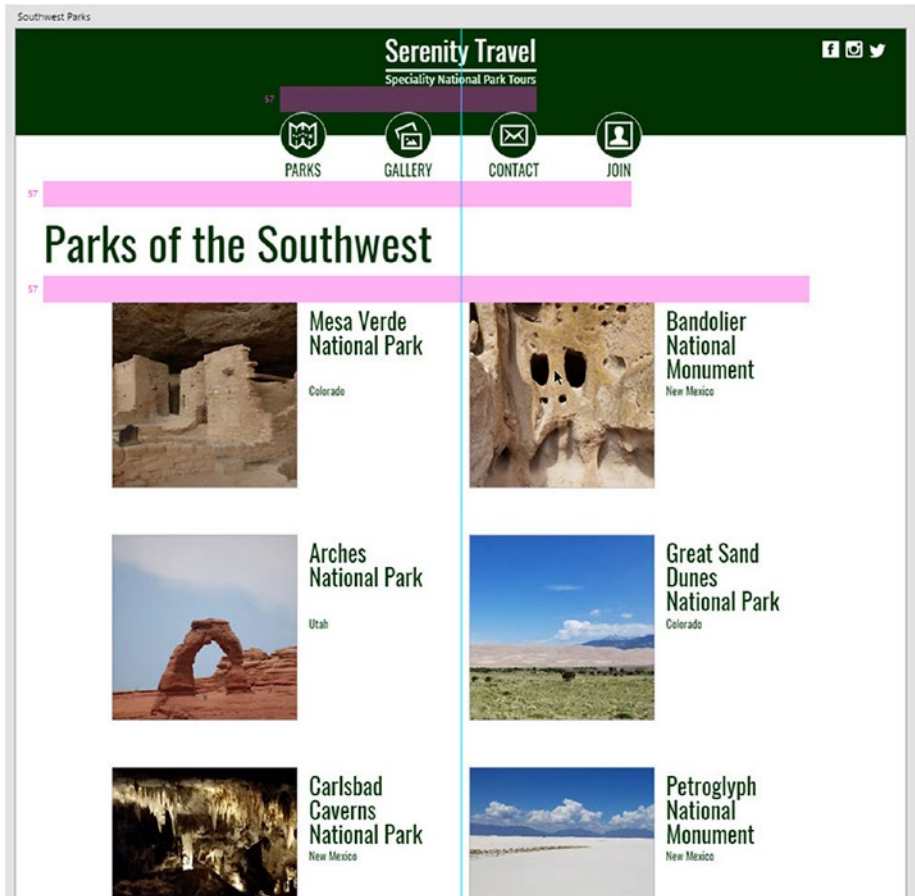 Southwest Parks
Serenity Travel
Speciality National Park Tours
57
PARKS
GALLERY
CONTACT
JOIN
57
Parks of the Southwest
57
Mesa Verde
National Park
Colorado
Bandolier
National
Monument
New Mexico
Arches
National Park
Utah
Great Sand
Dunes
National Park
Colorado
Carlsbad
Caverns
National Park
New Mexico
Petroglyph
National
Monument
New Mexico